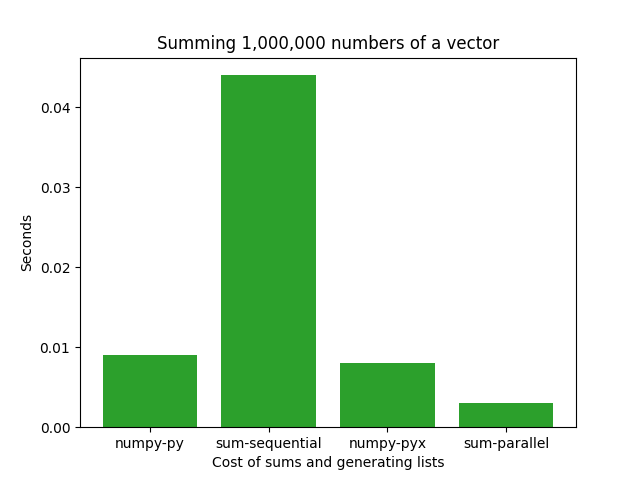 Summing 1,000,000 numbers of a vector
0.04
0.03
0.02
0.01
0.00
Seconds
numpy-py sum-sequential numpy-pyx sum-parallel
Cost of sums and generating lists